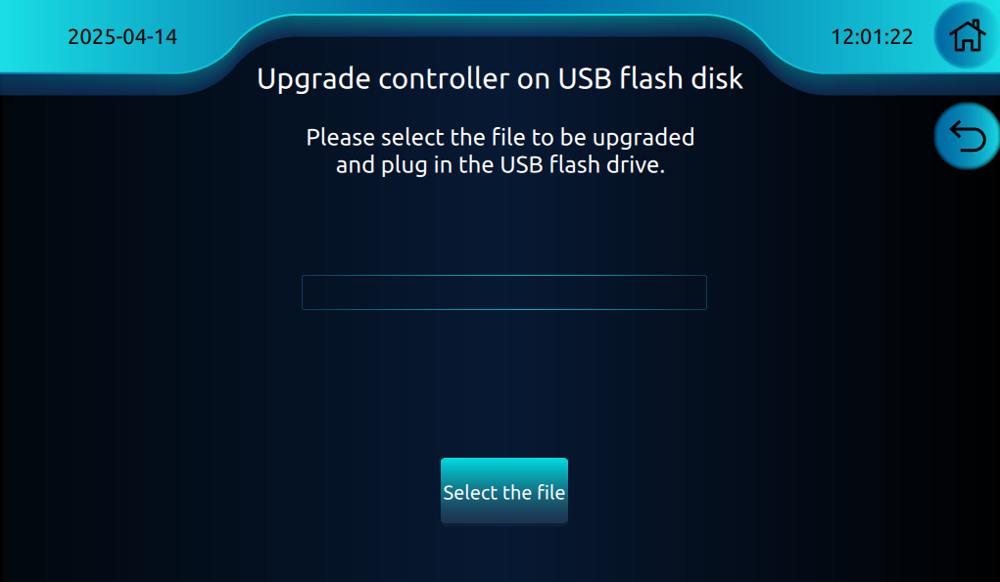 2025-04-14
12:01:22
Upgrade controller on USB flash disk
Please select the file to be upgraded
and plug in the USB flash drive.
Select the file